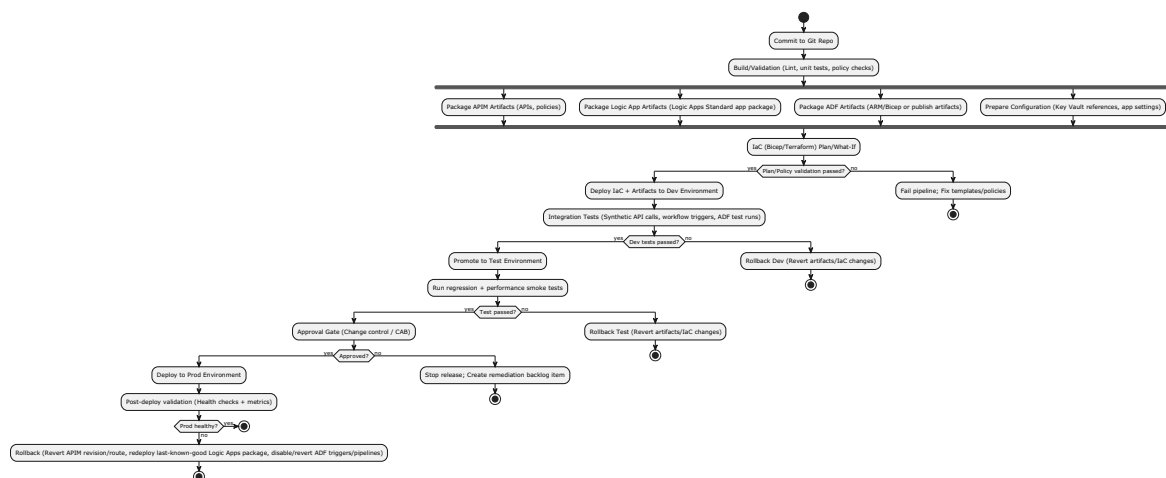 Commit to Git Repo
Build/Validation (Lint, unit tests, policy checks)
Package APIM Artifacts (APIs, policies)
Package Logic App Artifacts (Logic Apps Standard app package)
Package ADF Artifacts (ARM/Bicep or publish artifacts)
Prepare Configuration (Key Vault references, app settings)
IaC (Bicep/Terraform) Plan/What-If
yes
Plan/Policy validation passed?
no
Deploy IaC + Artifacts to Dev Environment
Fail pipeline; Fix templates/policies
Integration Tests (Synthetic API calls, workflow triggers, ADF test runs)
yes
Dev tests passed?
no
Promote to Test Environment
Rollback Dev (Revert artifacts/IaC changes)
Run regression + performance smoke tests
yes
Test passed?
no
Approval Gate (Change control / CAB)
Rollback Test (Revert artifacts/IaC changes)
yes
Approved?
no
Deploy to Prod Environment
Stop release; Create remediation backlog item
Post-deploy validation (Health checks + metrics)
Prod healthy?
yes
no
Rollback (Revert APIM revision/route, redeploy last-known-good Logic Apps package, disable/revert ADF triggers/pipelines)